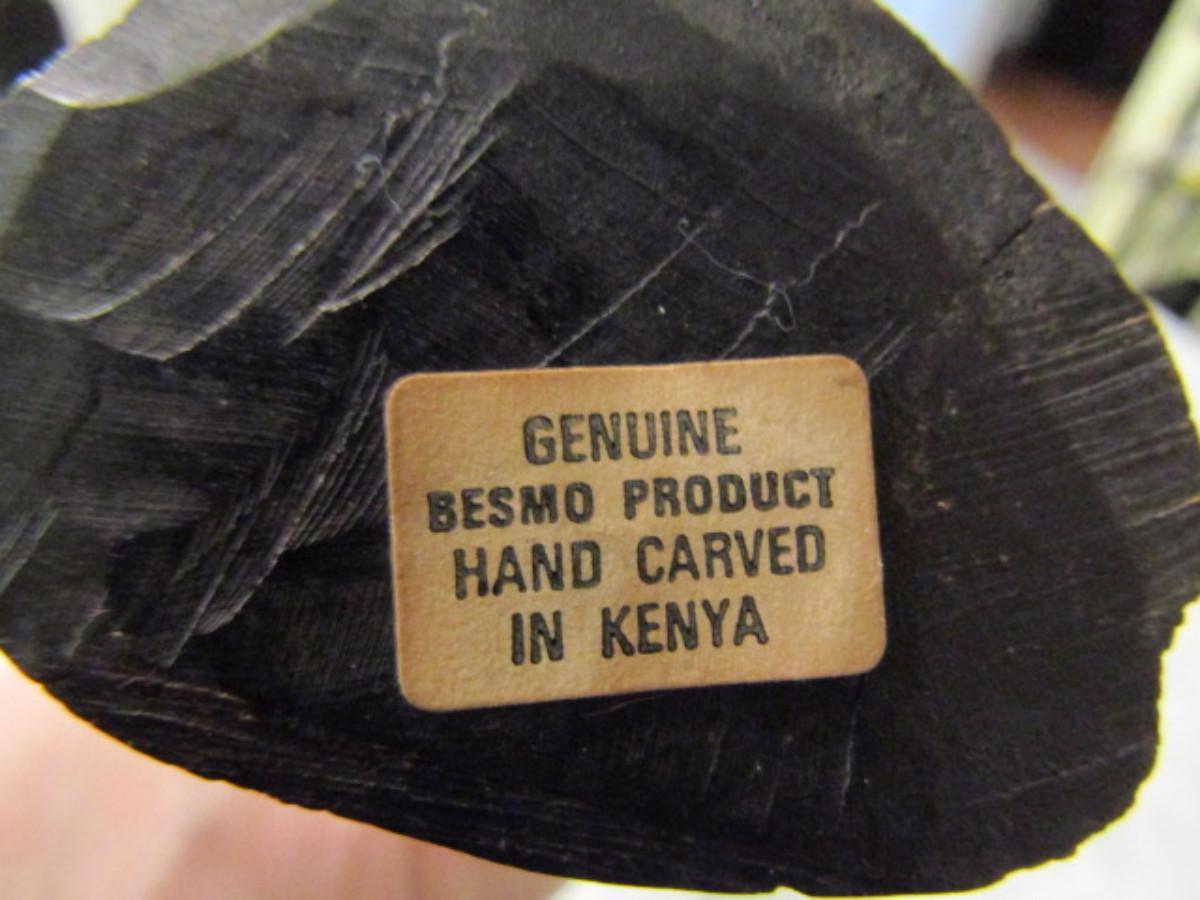 GENUINE
BESMO PRODUCT
HAND CARVED
IN KENYA